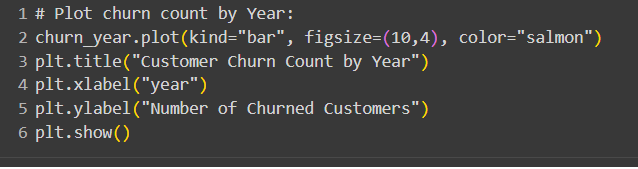 1 # Plot churn count by Year:
2 churn_year.plot(kind="bar", figsize=(10,4), color="salmon")
3 plt.title("Customer Churn Count by Year")
4 plt.xlabel("year")
5 plt.ylabel("Number of Churned Customers")
6 plt.show()